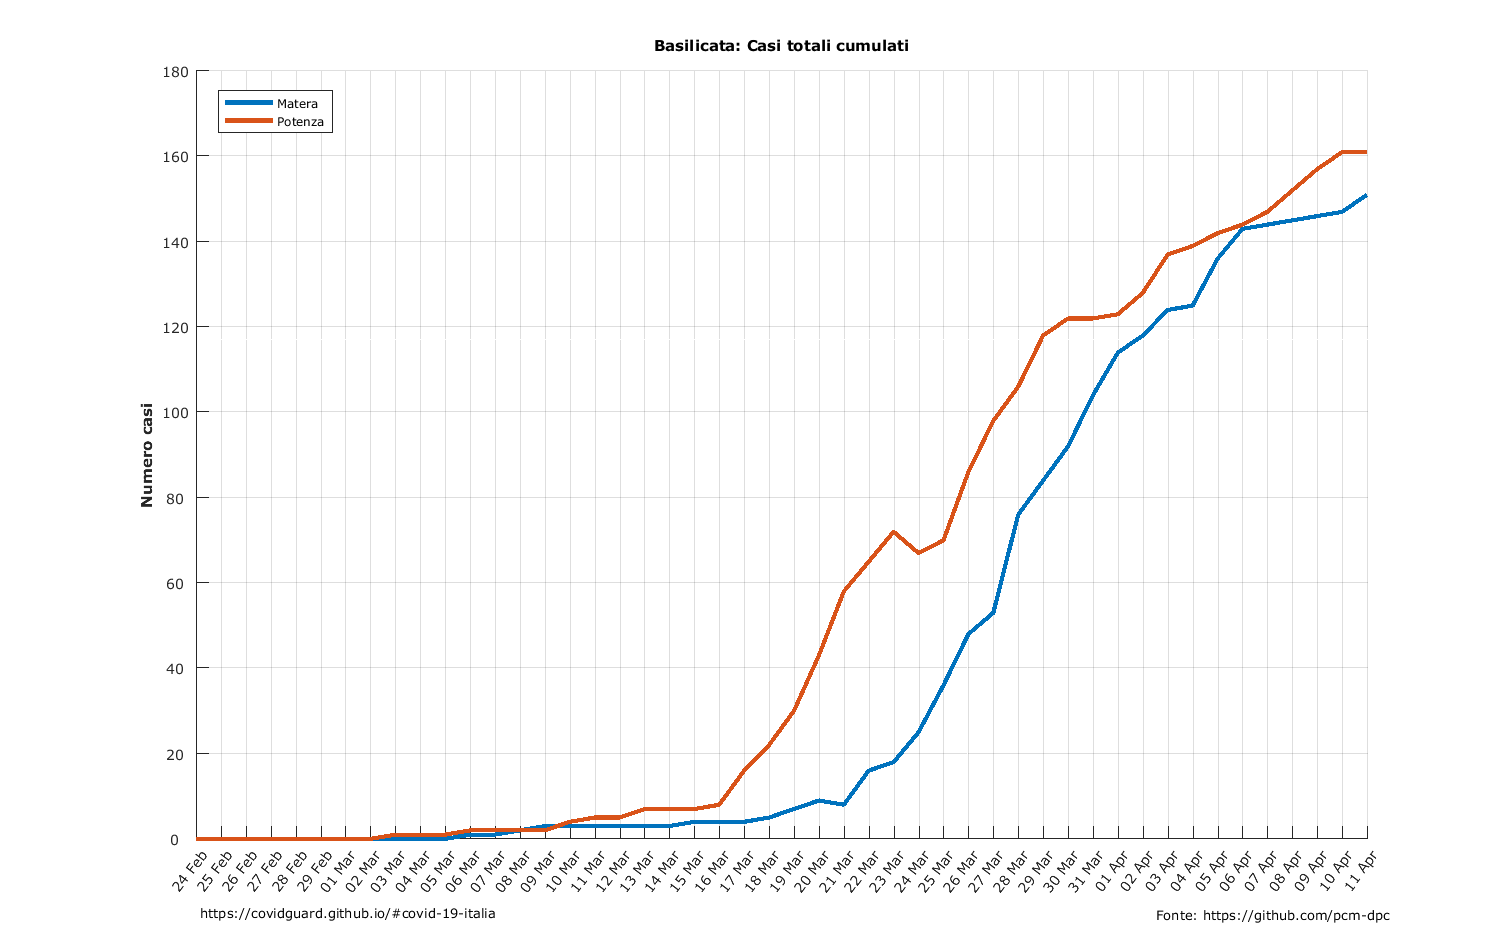 Basilicata: Casi totali cumulati
Matera
Potenza
Numero casi
180
160
140
120
100
80
60
40
20
0
24 Feb
25 Feb
26 Feb
27 Feb
28 Feb
29 Feb
01 Mar
02 Mar
03 Mar
04 Mar
05 Mar
06 Mar
07 Mar
08 Mar
09 Mar
10 Mar
11 Mar
12 Mar
13 Mar
14 Mar
15 Mar
16 Mar
17 Mar
18 Mar
19 Mar
20 Mar
21 Mar
22 Mar
23 Mar
24 Mar
25 Mar
26 Mar
27 Mar
28 Mar
29 Mar
30 Mar
31 Mar
01 Apr
02 Apr
03 Apr
04 Apr
05 Apr
06 Apr
07 Apr
08 Apr
09 Apr
10 Apr
11 Apr
https://covidguard.github.io/#covid-19-italia
Fonte: https://github.com/pcm-dpc